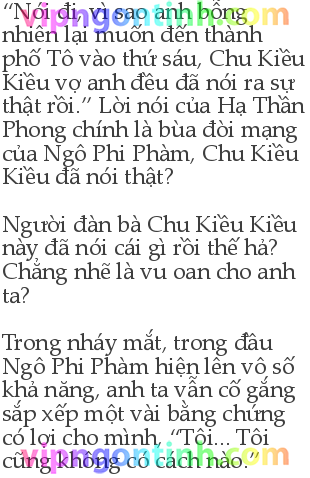 vipngontinh.com
“Nói đi, vì sao anh bỗng
nhiên lại muốn đến thành
phố Tô vào thứ sáu, Chu Kiều
Kiều vợ anh đều đã nói ra sự
thật rồi.” Lời nói của Hạ Thần
Phong chính là bùa đòi mạng
của Ngô Phi Phàm, Chu Kiều
Kiều đã nói thật?
Người đàn bà Chu Kiều Kiều
này đã nói cái gì rồi thế hả?
Chẳng nhẽ là vu oan cho anh
ta?
Trong nháy mắt, trong đầu
Ngô Phi Phàm hiện lên vô số
khả năng, anh ta vẫn cố gắng
sắp xếp một vài bằng chứng
có lợi cho mình, “Tôi... Tôi
cũng không có cách nào.”
vipngontinh.com